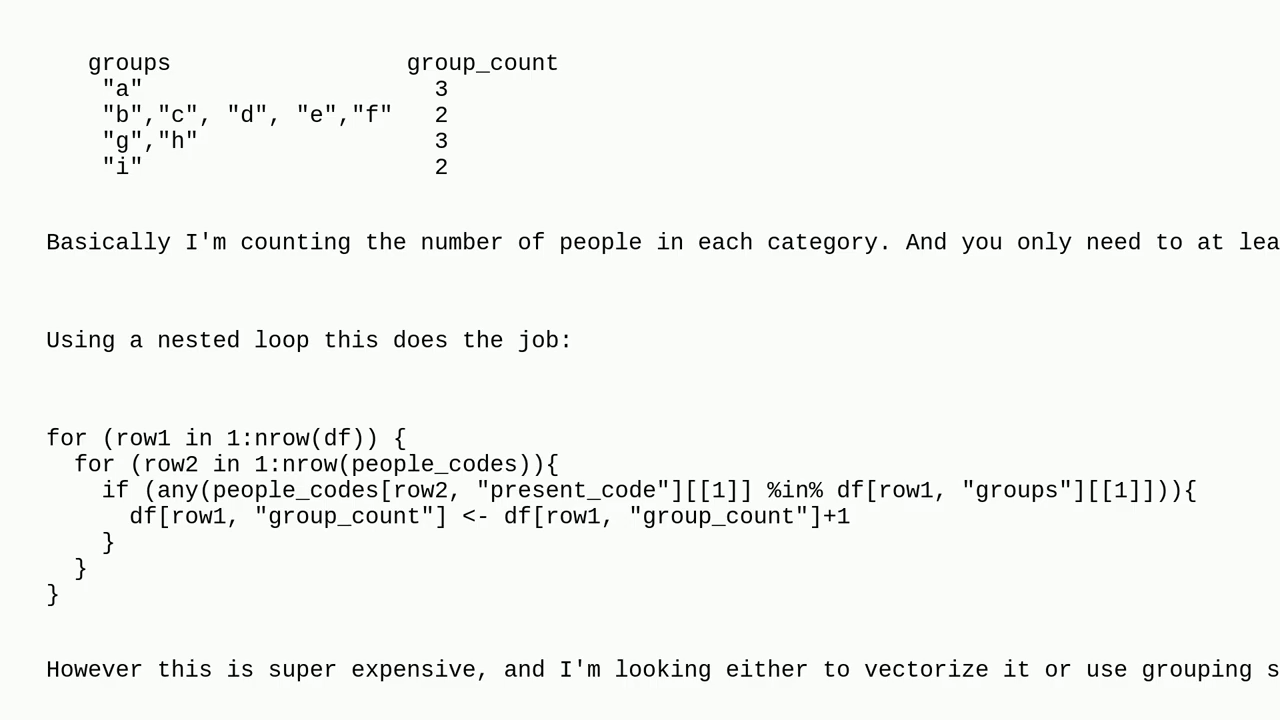 groups group_count
"a" 3
"b","c", "d", "e","f" 2
"g","h" 3
"i" 2
Basically I'm counting the number of people in each category. And you only need to at lea
Using a nested loop this does the job:
for (row1 in 1:nrow(df)) {
for (row2 in 1:nrow(people_codes)){
if (any(people_codes[row2, "present_code"][[1]] %in% df[row1, "groups"][[1]])){
df[row1, "group_count"] <- df[row1, "group_count"]+1
}
}
}
However this is super expensive, and I'm looking either to vectorize it or use grouping s